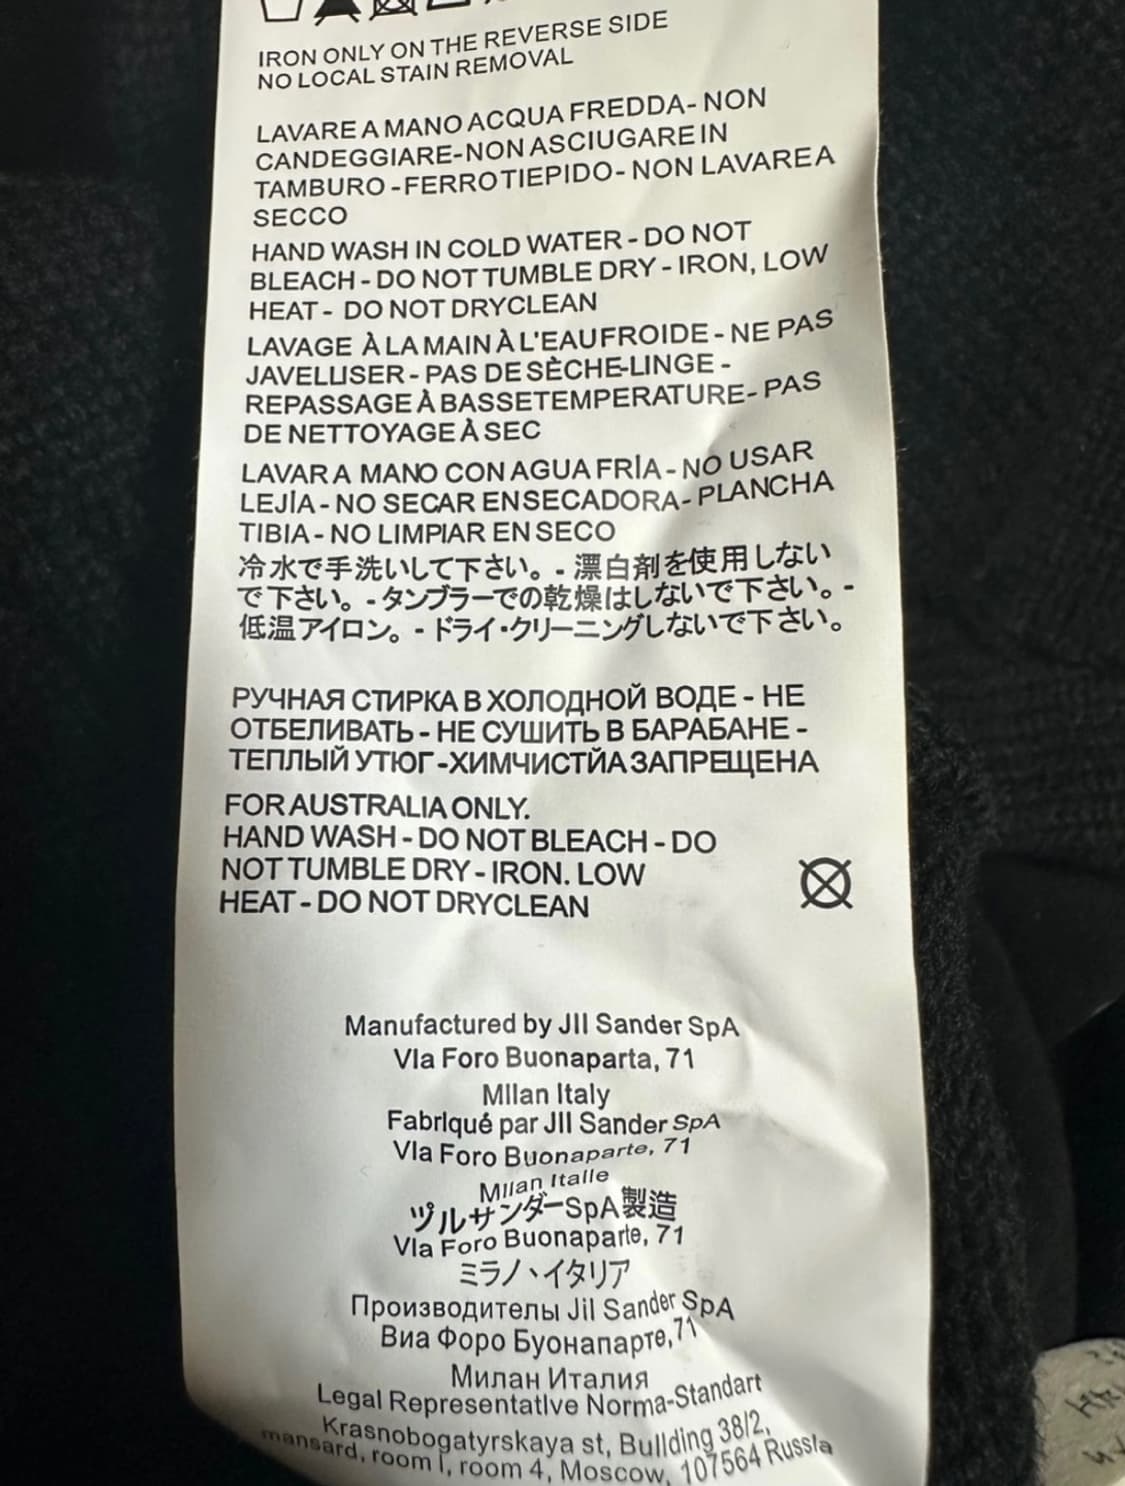 IRON ONLY ON THE REVERSE SIDE
NO LOCAL STAIN REMOVAL
LAVARE A MANO ACQUA FREDDA- NON
CANDEGGIARE-NON ASCIUGARE IN
TAMBURO -FERRO TIEPIDO- NON LAVARE A
SECCO
HAND WASH IN COLD WATER - DO NOT
BLEACH - DO NOT TUMBLE DRY - IRON, LOW
HEAT - DO NOT DRYCLEAN
LAVAGE À LA MAIN À L'EAU FROIDE - NE PAS
JAVELLISER - PAS DE SÈCHE-LINGE -
REPASSAGE À BASSE TEMPERATURE- PAS
DE NETTOYAGE À SEC
LAVAR A MANO CON AGUA FRÍA - NO USAR
LEJÍA - NO SECAR EN SECADORA- PLANCHA
TIBIA - NO LIMPIAR EN SECO
冷水で手洗いして下さい。- 漂白剤を使用しない
で下さい。- タンブラーでの乾燥はしないで下さい。-
低温アイロン。- ドライ・クリーニングしないで下さい。
РУЧНАЯ СТИРКА В ХОЛОДНОЙ ВОДЕ - НЕ
ОТБЕЛИВАТЬ - НЕ СУШИТЬ В БАРАБАНЕ -
ТЕПЛЫЙ УТЮГ -ХИМЧИСТЙА ЗАПРЕЩЕНА
FOR AUSTRALIA ONLY.
HAND WASH - DO NOT BLEACH - DO
NOT TUMBLE DRY - IRON. LOW
HEAT - DO NOT DRYCLEAN
Manufactured by JIl Sander SpA
VIa Foro Buonaparta, 71
MIlan Italy
FabrIqué par JIl Sander SpA
VIa Foro Buonaparte, 71
MIlan ItalIe
ヅルサンダーSpA製造
VIa Foro Buonaparte, 71
ミラノ、イタリア
Производителы Jil Sander SpA
Виа Форо Буонапарте, 71
Милан Италия
Legal RepresentatIve Norma-Standart
Krasnobogatyrskaya st, BuIlding 38/2,
mansard, room I, room 4, Moscow, 107564 RussIa